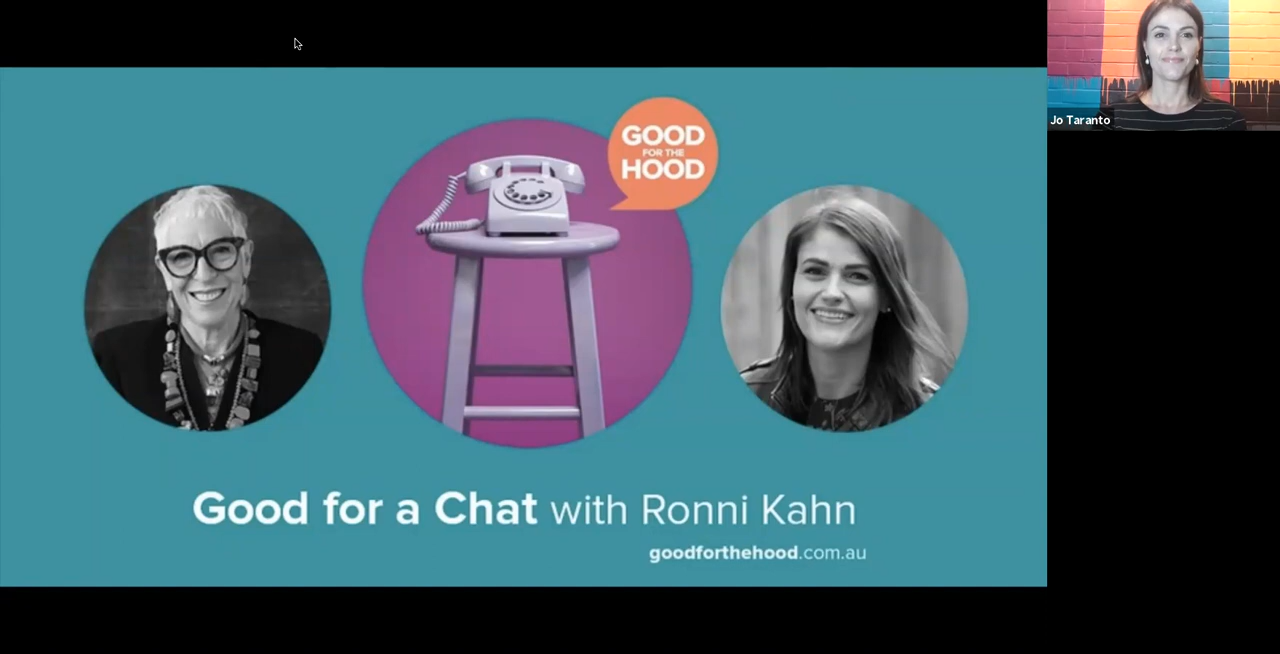 Jo Taranto
GOOD
FOR THE
HOOD
Good for a Chat with Ronni Kahn
goodforthehood.com.au